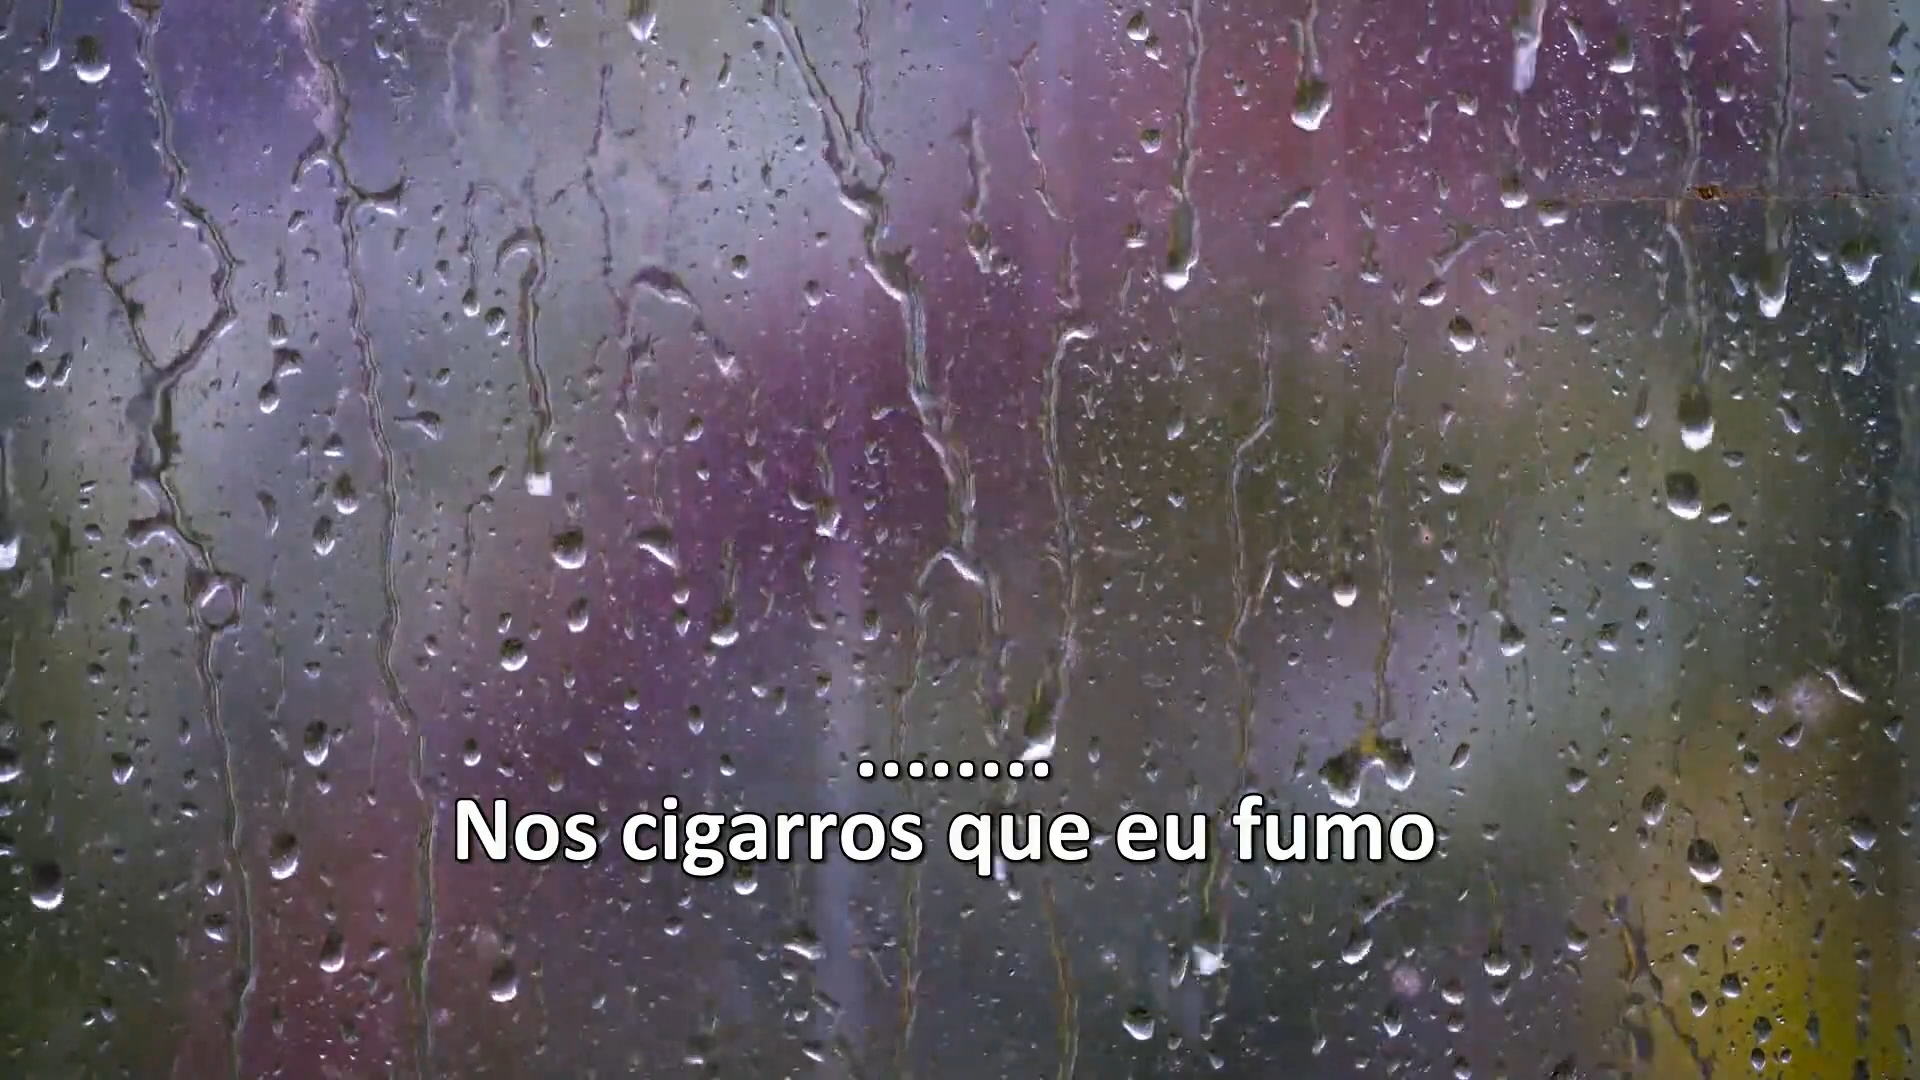 ........
Nos cigarros que eu fumo